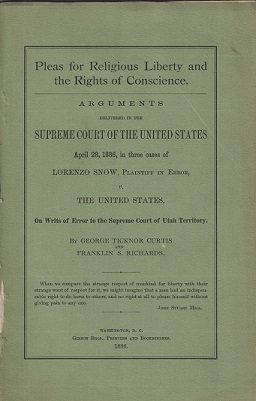 Pleas for Religious Liberty and
the Rights of Conscience.
ARGUMENTS
DELIVERED IN THE
SUPREME COURT OF THE UNITED STATES
April 28, 1886, in three cases of
LORENZO SNOW, PLAINTIFF IN ERROR,
v.
THE UNITED STATES,
On Writs of Error to the Supreme Court of Utah Territory.
BY GEORGE TICKNOR CURTIS
AND
FRANKLIN S. RICHARDS.
When we compare the strange respect of mankind for liberty with their
strange want of respect for it, we might imagine that a man had an indispen-
sable right to do harm to others, and no right at all to please himself without
giving pain to any one.
JOHN STUART MILL.
WASHINGTON, D. C.
GIBSON BROS., PRINTERS AND BOOKBINDERS.
1886.